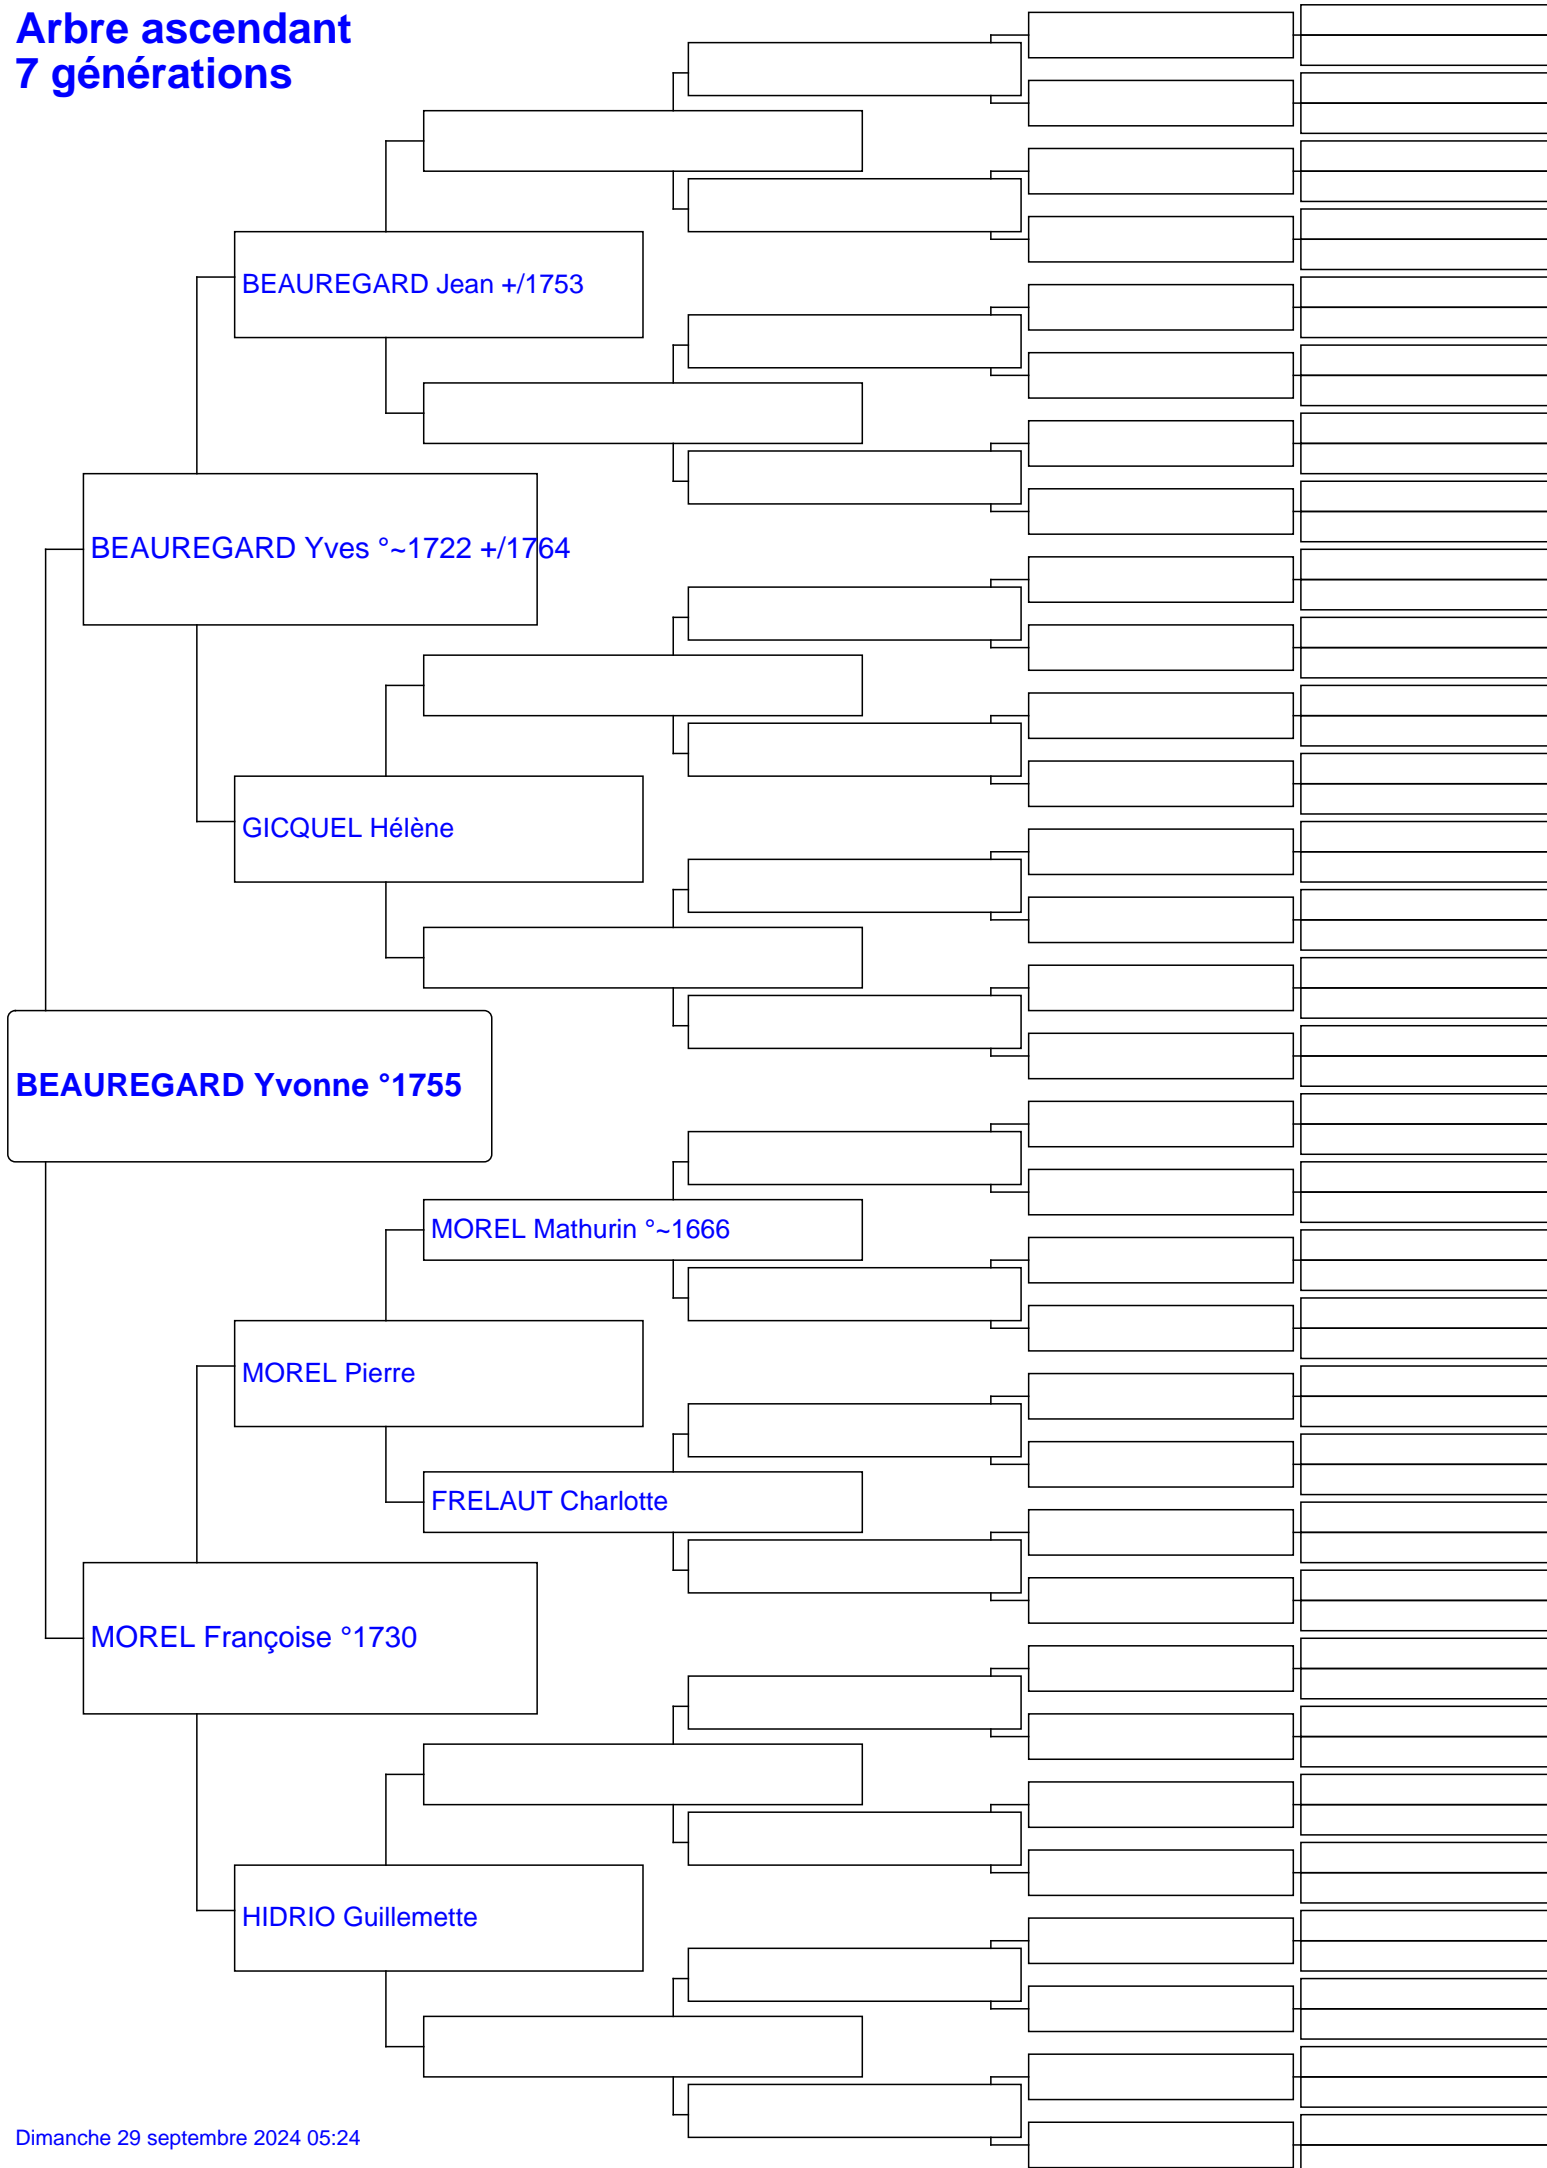 Arbre ascendant
7 générations
BEAUREGARD Jean +/1753
BEAUREGARD Yves °~1722 +/1764
GICQUEL Hélène
BEAUREGARD Yvonne °1755
MOREL Mathurin °~1666
MOREL Pierre
FRELAUT Charlotte
MOREL Françoise °1730
HIDRIO Guillemette
Dimanche 29 septembre 2024 05:24